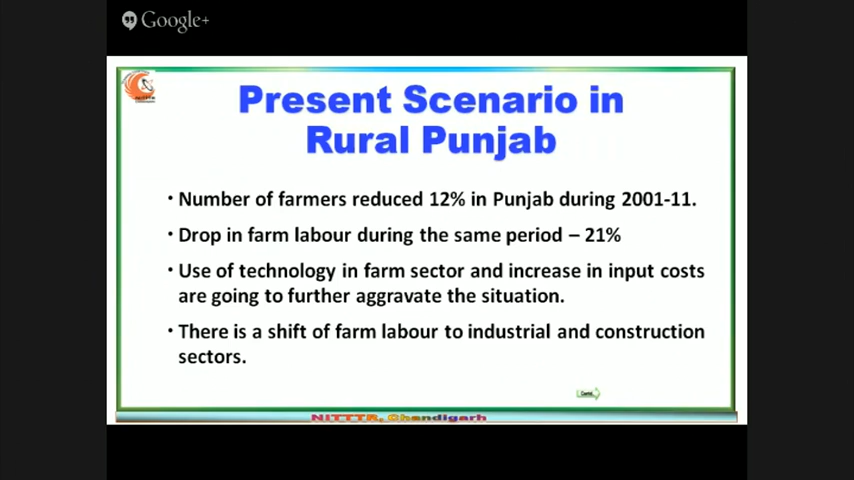 Google+
Present Scenario in
Rural Punjab
• Number of farmers reduced 12% in Punjab during 2001-11.
• Drop in farm labour during the same period – 21%
• Use of technology in farm sector and increase in input costs
are going to further aggravate the situation.
• There is a shift of farm labour to industrial and construction
sectors.
NITTTR, Chandigarh